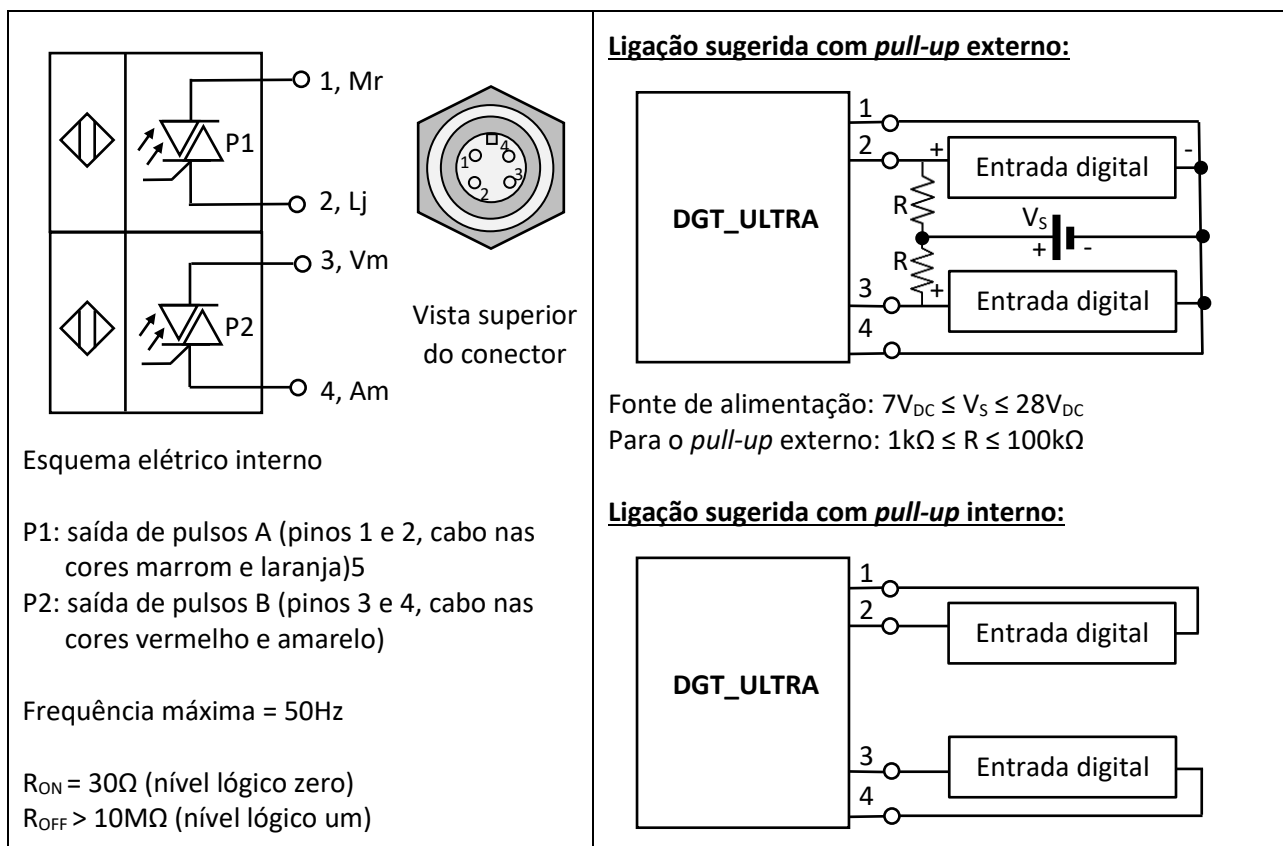 1, Mr
P1
2, Lj
3, Vm
P2
4, Am
1
2
3
4
Vista superior
do conector
Esquema elétrico interno
P1: saída de pulsos A (pinos 1 e 2, cabo nas
cores marrom e laranja)5
P2: saída de pulsos B (pinos 3 e 4, cabo nas
cores vermelho e amarelo)
Frequência máxima = 50Hz
RON = 30Ω (nível lógico zero)
ROFF > 10MΩ (nível lógico um)
Ligação sugerida com pull-up externo:
1
2
+
Entrada digital
-
R
DGT_ULTRA
VS
+
-
R
3
+
Entrada digital
4
Fonte de alimentação: 7VDC ≤ VS ≤ 28VDC
Para o pull-up externo: 1kΩ ≤ R ≤ 100kΩ
Ligação sugerida com pull-up interno:
1
2
Entrada digital
DGT_ULTRA
3
Entrada digital
4